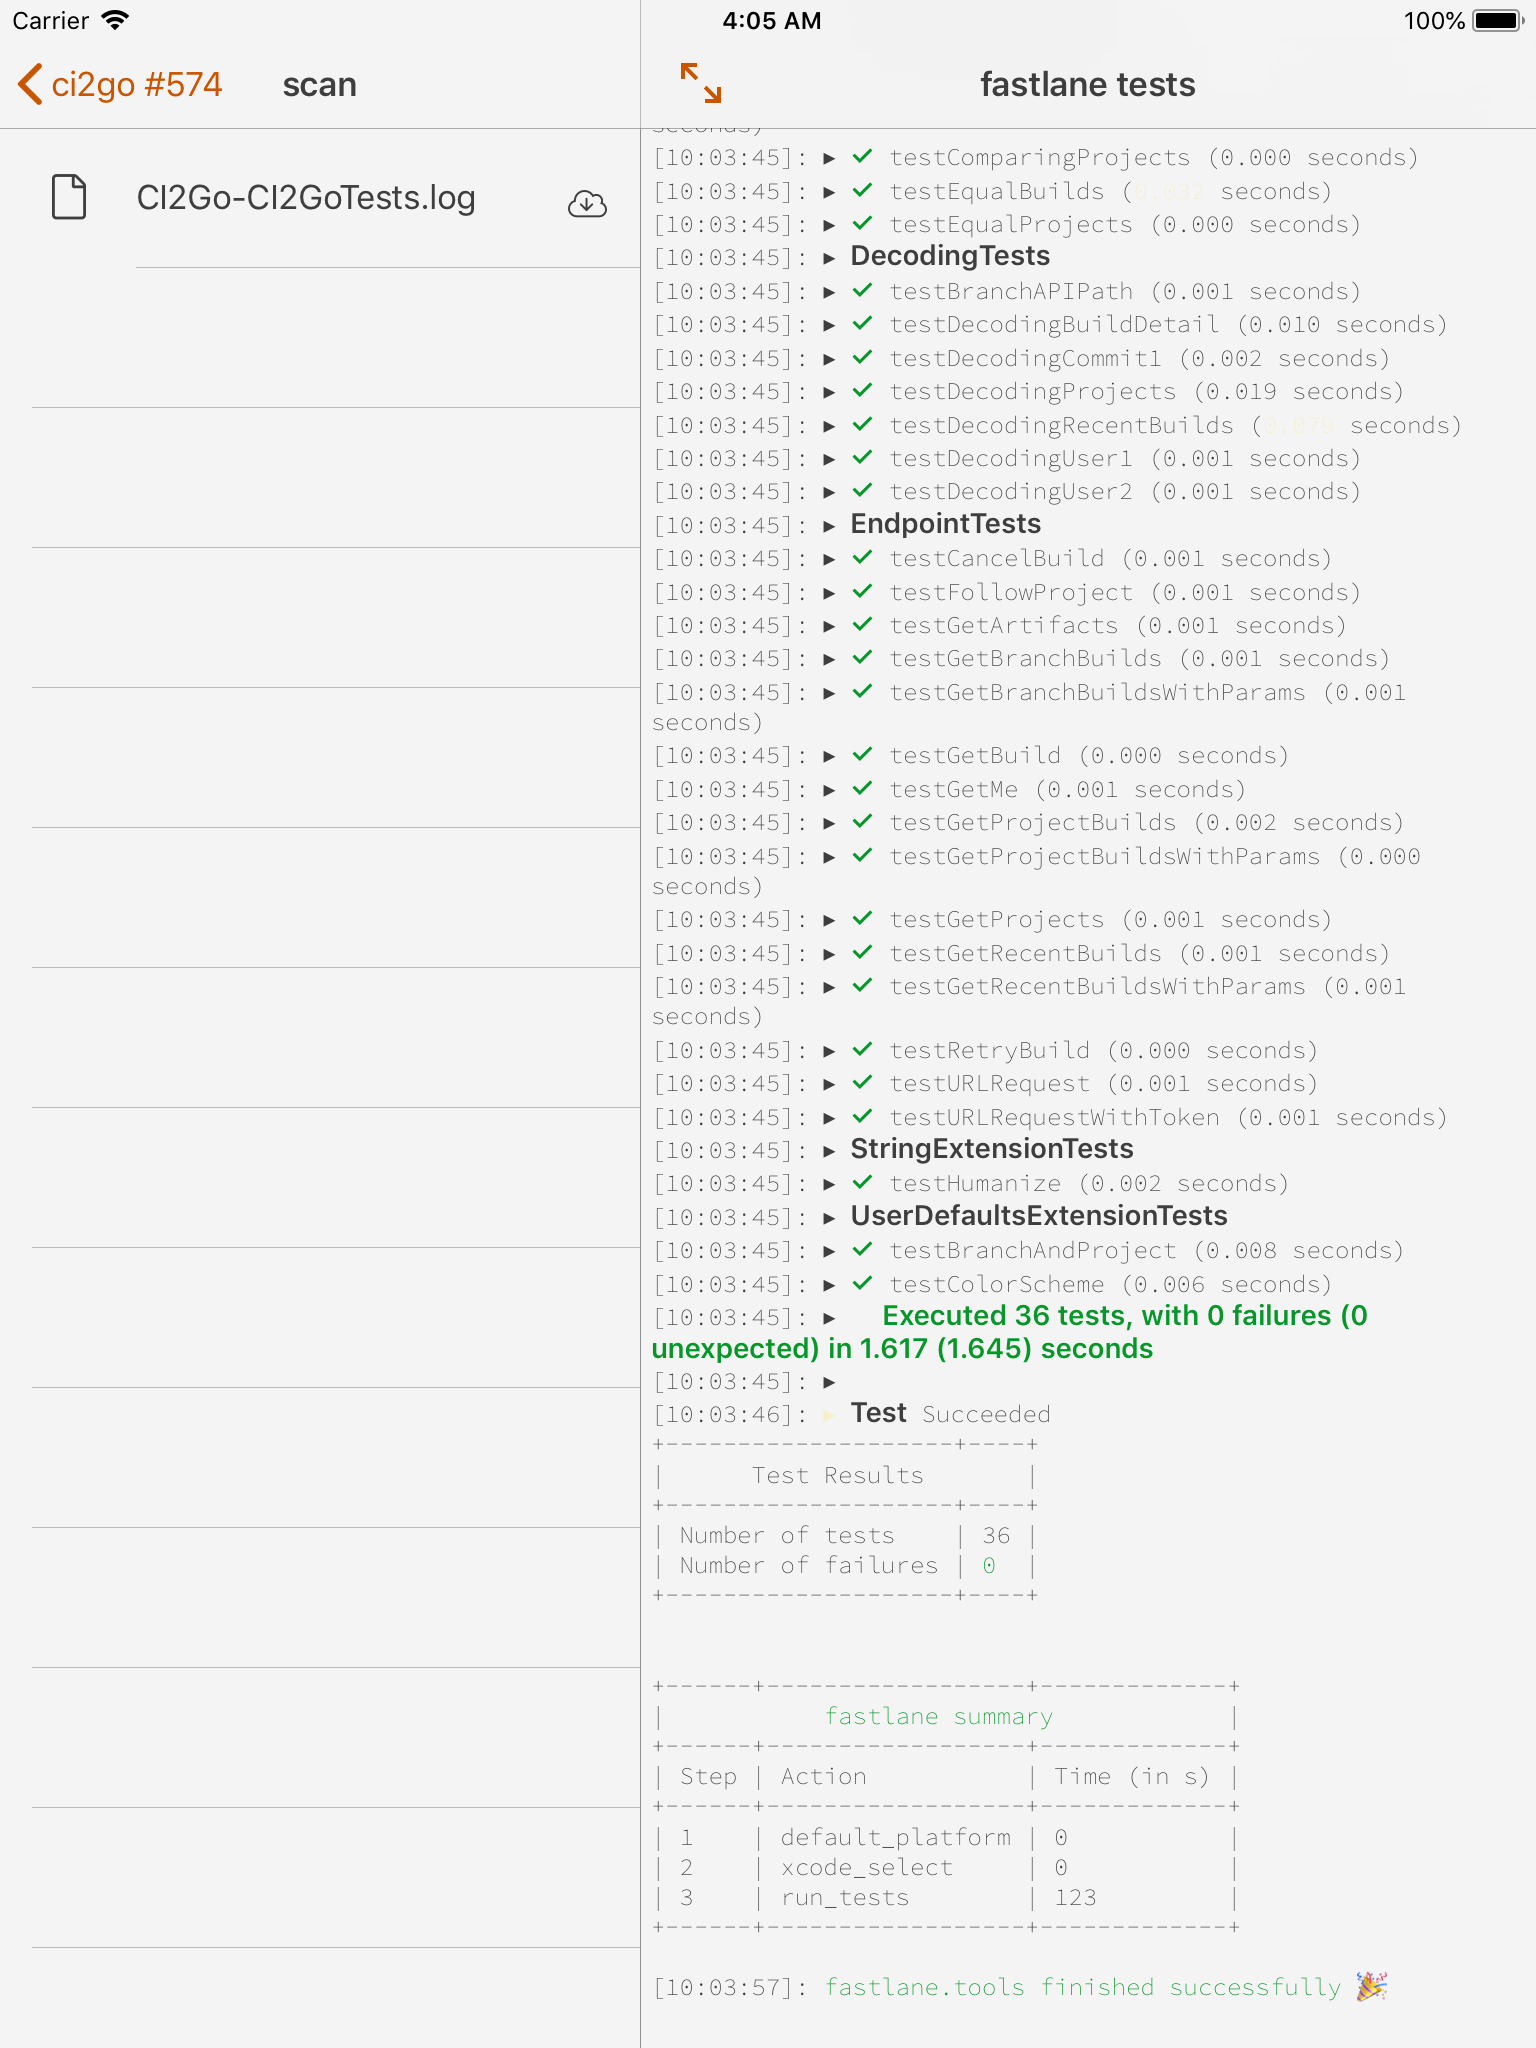 Carrier
4:05 AM
100%
ci2go #574
scan
CI2Go-CI2GoTests.log
fastlane tests
seconds)
[10:03:45]: ▸ ✓ testComparingProjects (0.000 seconds)
[10:03:45]: ▸ ✓ testEqualBuilds (0.032 seconds)
[10:03:45]: ▸ ✓ testEqualProjects (0.000 seconds)
[10:03:45]: ▸ DecodingTests
[10:03:45]: ▸ ✓ testBranchAPIPath (0.001 seconds)
[10:03:45]: ▸ ✓ testDecodingBuildDetail (0.010 seconds)
[10:03:45]: ▸ ✓ testDecodingCommit1 (0.002 seconds)
[10:03:45]: ▸ ✓ testDecodingProjects (0.019 seconds)
[10:03:45]: ▸ ✓ testDecodingRecentBuilds (0.079 seconds)
[10:03:45]: ▸ ✓ testDecodingUser1 (0.001 seconds)
[10:03:45]: ▸ ✓ testDecodingUser2 (0.001 seconds)
[10:03:45]: ▸ EndpointTests
[10:03:45]: ▸ ✓ testCancelBuild (0.001 seconds)
[10:03:45]: ▸ ✓ testFollowProject (0.001 seconds)
[10:03:45]: ▸ ✓ testGetArtifacts (0.001 seconds)
[10:03:45]: ▸ ✓ testGetBranchBuilds (0.001 seconds)
[10:03:45]: ▸ ✓ testGetBranchBuildsWithParams (0.001
seconds)
[10:03:45]: ▸ ✓ testGetBuild (0.000 seconds)
[10:03:45]: ▸ ✓ testGetMe (0.001 seconds)
[10:03:45]: ▸ ✓ testGetProjectBuilds (0.002 seconds)
[10:03:45]: ▸ ✓ testGetProjectBuildsWithParams (0.000
seconds)
[10:03:45]: ▸ ✓ testGetProjects (0.001 seconds)
[10:03:45]: ▸ ✓ testGetRecentBuilds (0.001 seconds)
[10:03:45]: ▸ ✓ testGetRecentBuildsWithParams (0.001
seconds)
[10:03:45]: ▸ ✓ testRetryBuild (0.000 seconds)
[10:03:45]: ▸ ✓ testURLRequest (0.001 seconds)
[10:03:45]: ▸ ✓ testURLRequestWithToken (0.001 seconds)
[10:03:45]: ▸ StringExtensionTests
[10:03:45]: ▸ ✓ testHumanize (0.002 seconds)
[10:03:45]: ▸ UserDefaultsExtensionTests
[10:03:45]: ▸ ✓ testBranchAndProject (0.008 seconds)
[10:03:45]: ▸ ✓ testColorScheme (0.006 seconds)
[10:03:45]: ▸ Executed 36 tests, with 0 failures (0
unexpected) in 1.617 (1.645) seconds
[10:03:45]: ▸
[10:03:46]: ▸ Test Succeeded
+--------------------+----+
| Test Results |
+--------------------+----+
| Number of tests | 36 |
| Number of failures | 0 |
+--------------------+----+
+------+------------------+-------------+
| fastlane summary |
+------+------------------+-------------+
| Step | Action | Time (in s) |
+------+------------------+-------------+
| 1 | default_platform | 0 |
| 2 | xcode_select | 0 |
| 3 | run_tests | 123 |
+------+------------------+-------------+
[10:03:57]: fastlane.tools finished successfully 🎉